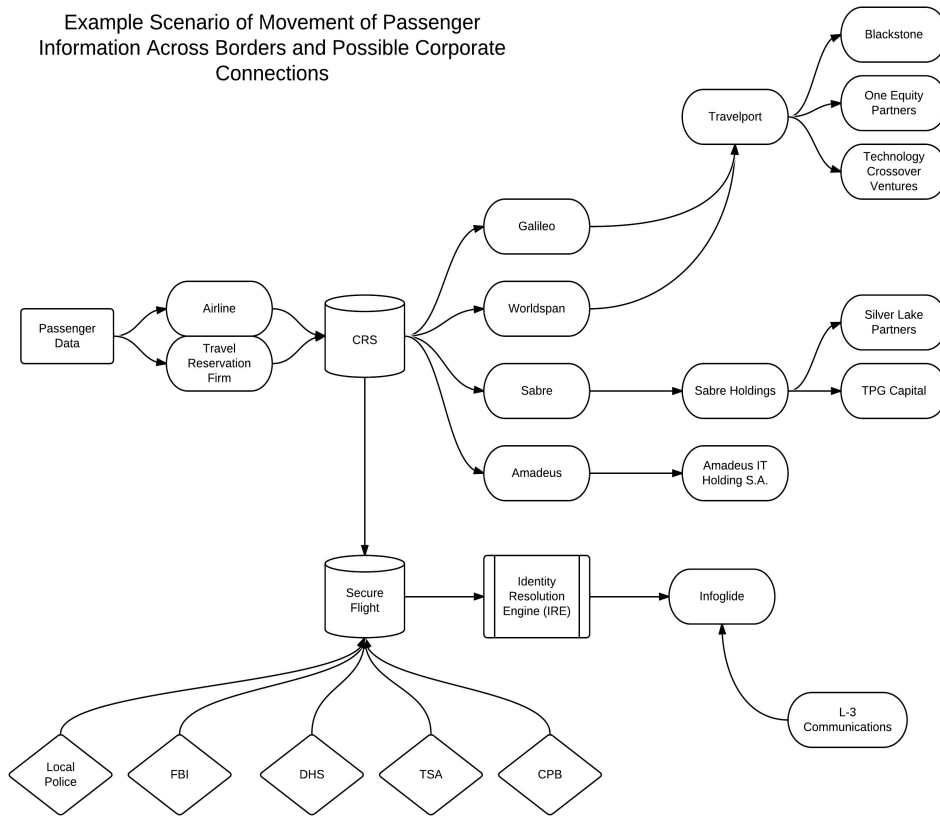 Example Scenario of Movement of Passenger
Information Across Borders and Possible Corporate
Connections
Blackstone
One Equity
Partners
Technology
Crossover
Ventures
Travelport
Galileo
Worldspan
Airline
Passenger
Data
Travel
Reservation
Firm
CRS
Silver Lake
Partners
Sabre
Sabre Holdings
TPG Capital
Amadeus
Amadeus IT
Holding S.A.
Secure
Flight
Identity
Resolution
Engine (IRE)
Infoglide
L-3
Communications
Local
Police
FBI
DHS
TSA
CPB